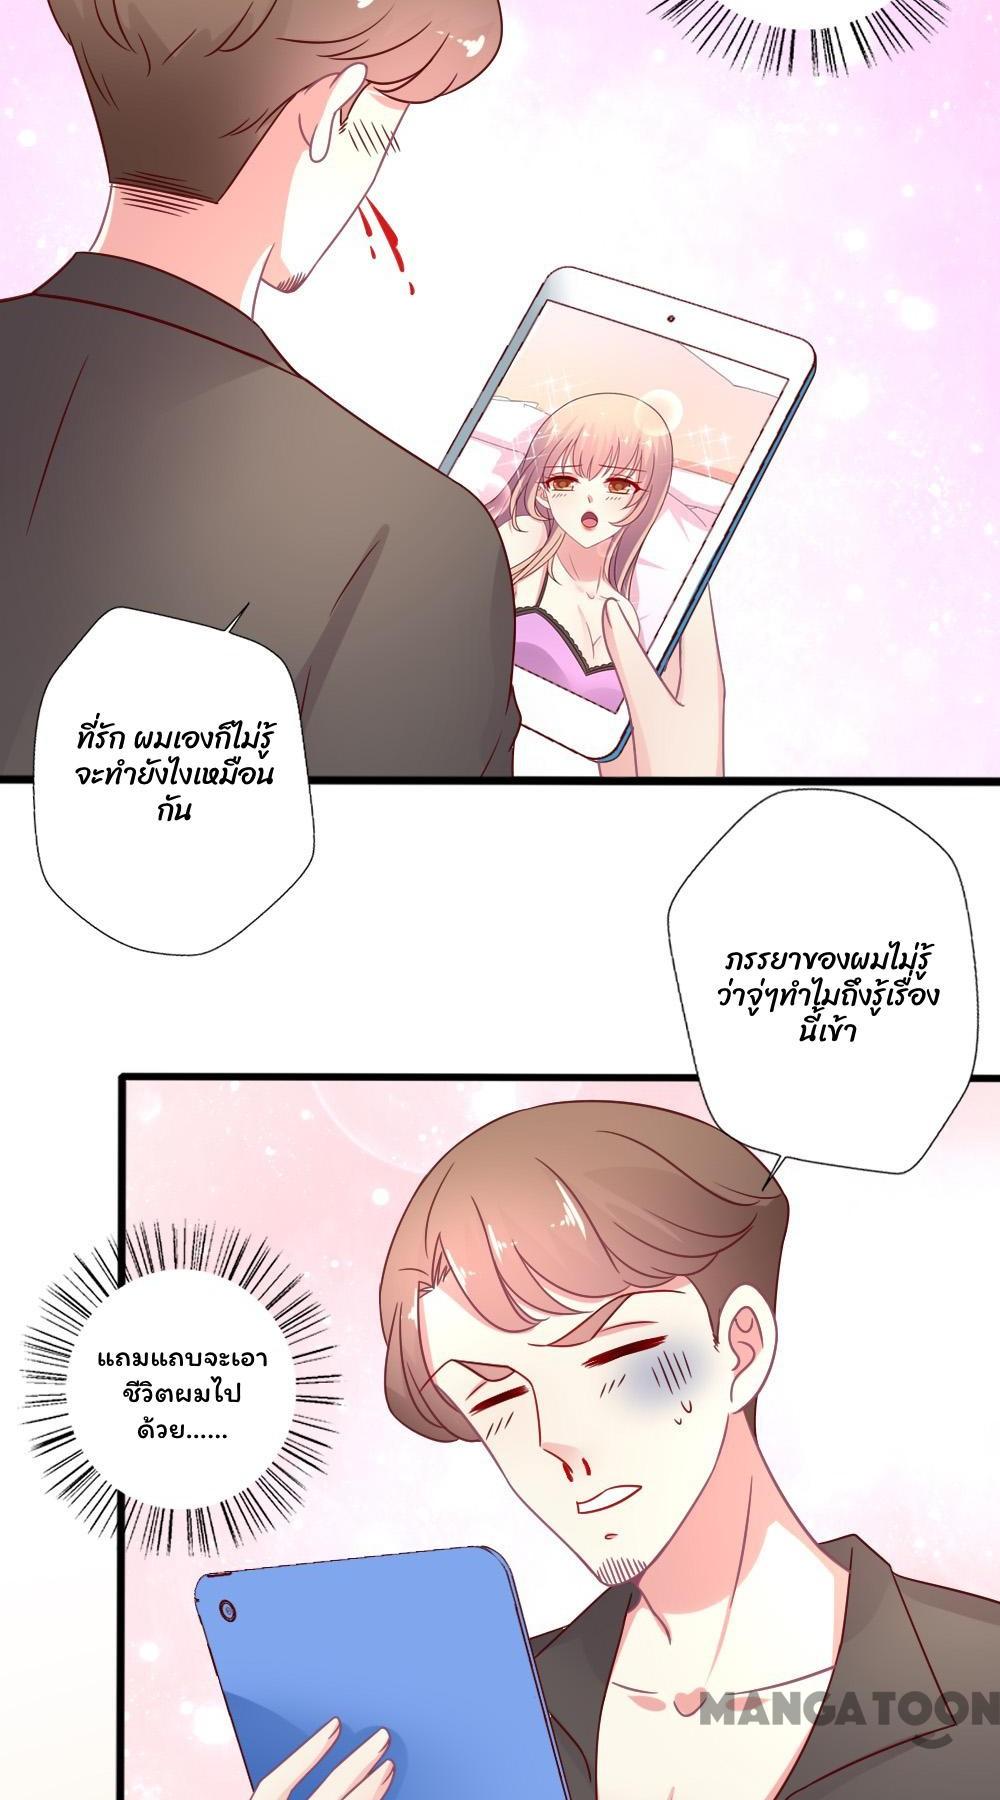 ที่รัก ผมเองก็ไม่รู้
จะทำยังไงเหมือน
กัน
ภรรยาของผมไม่รู้
ว่าจู่ๆทำไมถึงรู้เรื่อง
นี้เข้า
แถมแถบจะเอา
ชีวิตผมไป
ด้วย......
MANGATOON